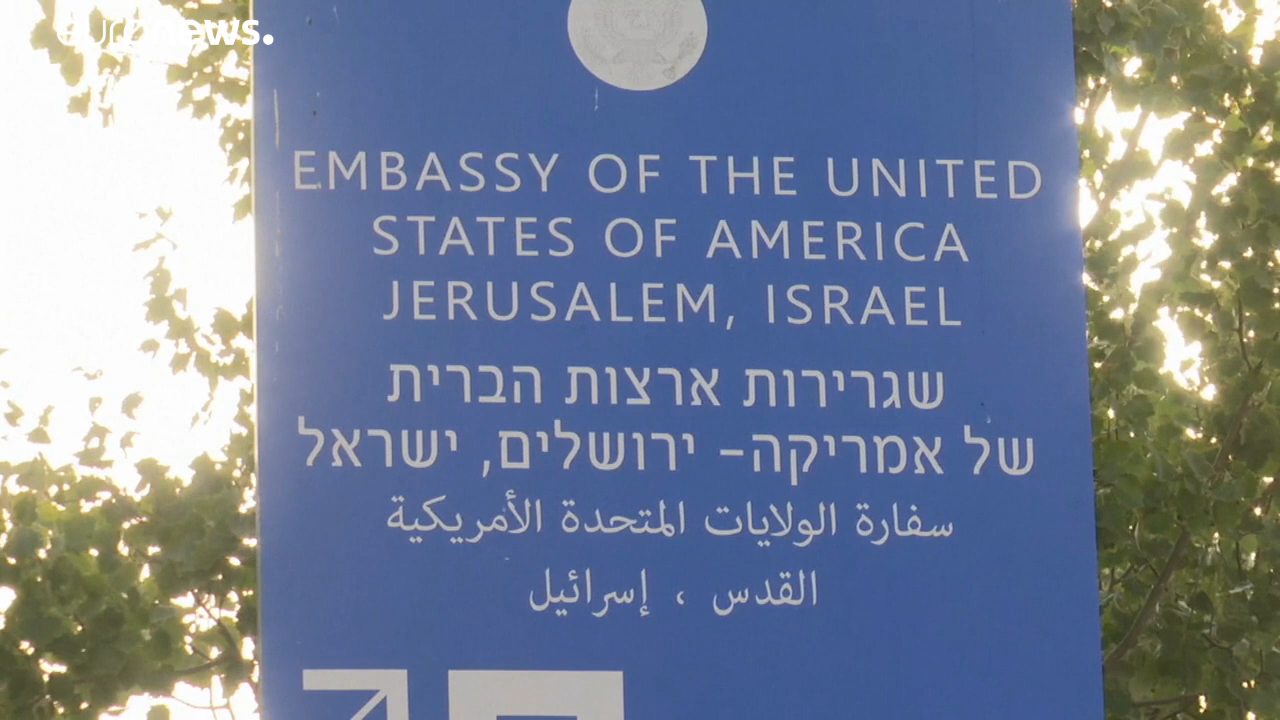 euronews.
EMBASSY OF THE UNITED
STATES OF AMERICA
JERUSALEM, ISRAEL
שגרירות ארצות הברית
של אמריקה- ירושלים, ישראל
سفارة الولايات المتحدة الأمريكية
القدس ، إسرائيل